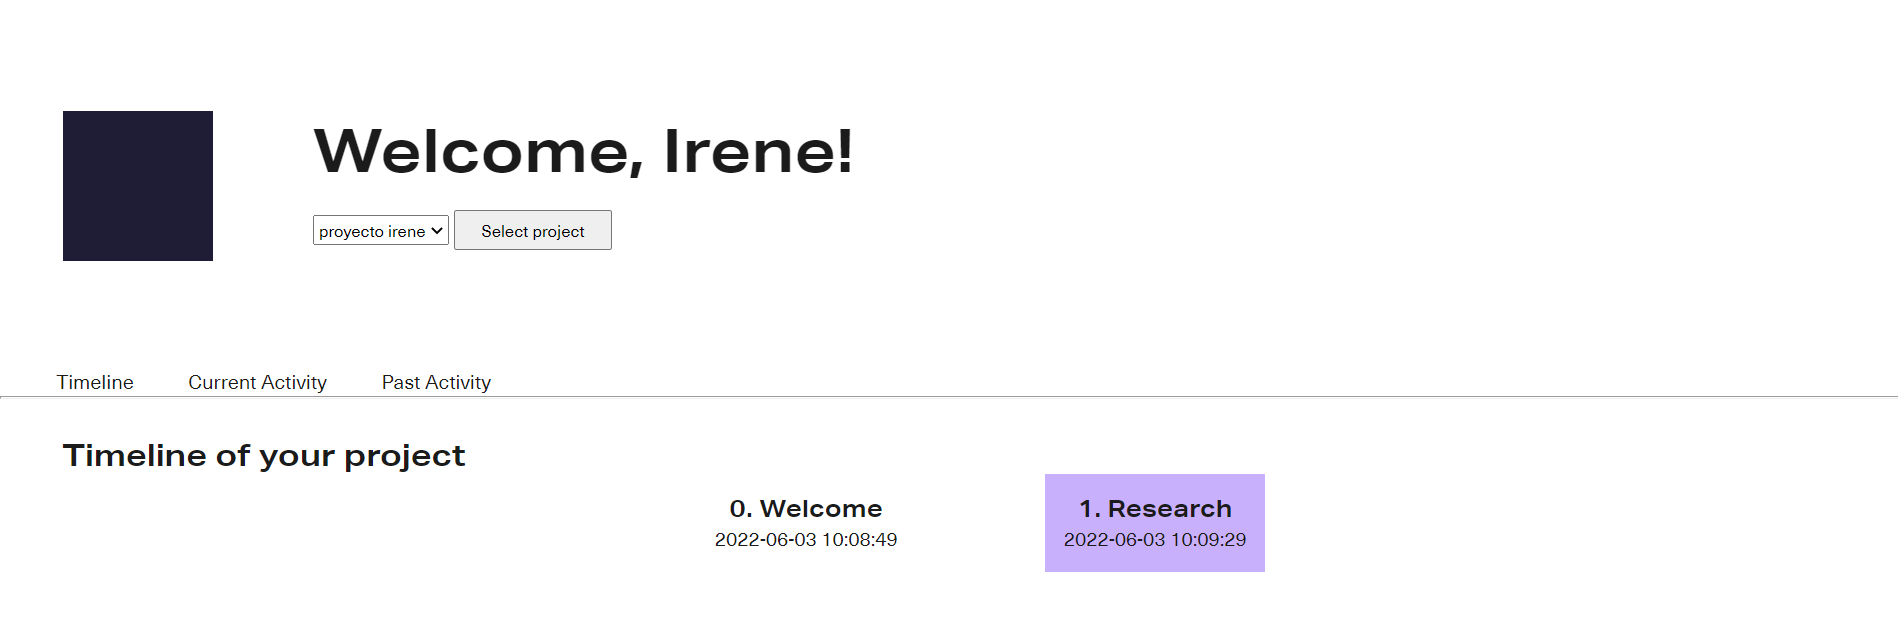 Welcome, Irene!
proyecto irene Select project
Timeline Current Activity Past Activity
Timeline of your project
0. Welcome 1. Research
2022-06-03 10:08:49 2022-06-03 10:09:29